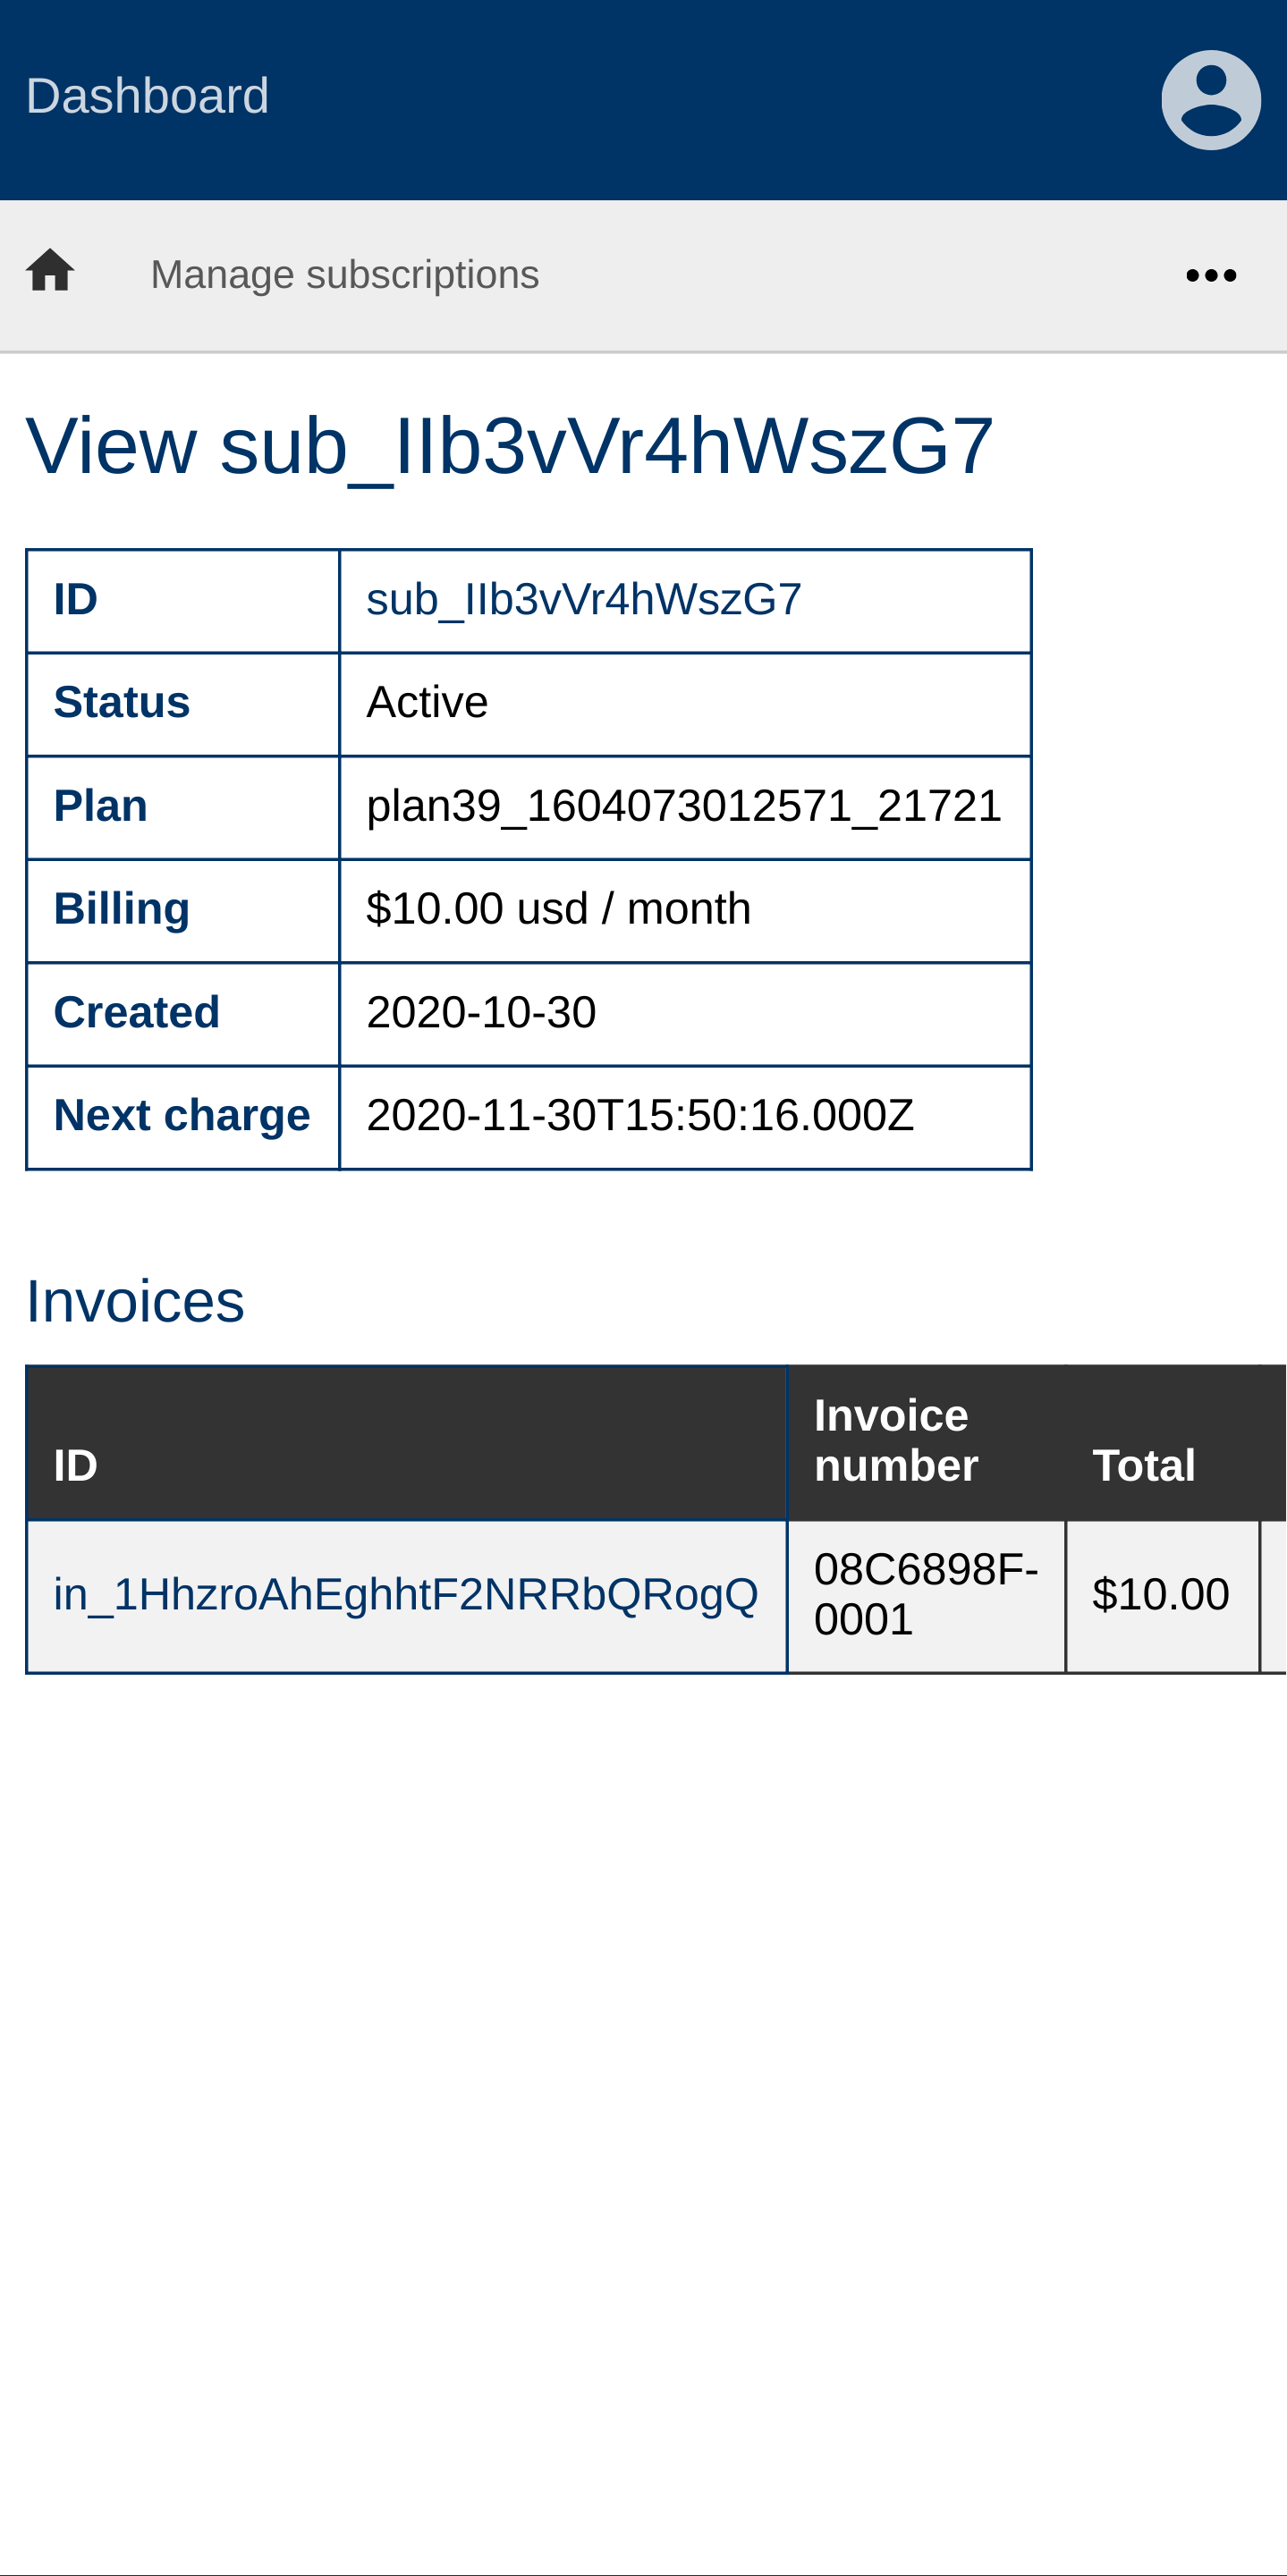 Dashboard
Manage subscriptions
View sub_IIb3vVr4hWszG7
ID sub_IIb3vVr4hWszG7
Status Active
Plan plan39_1604073012571_21721
Billing $10.00 usd / month
Created 2020-10-30
Next charge 2020-11-30T15:50:16.000Z
Invoices
ID Invoice number Total
in_1HhzroAhEghhtF2NRRbQRogQ 08C6898F-0001 $10.00